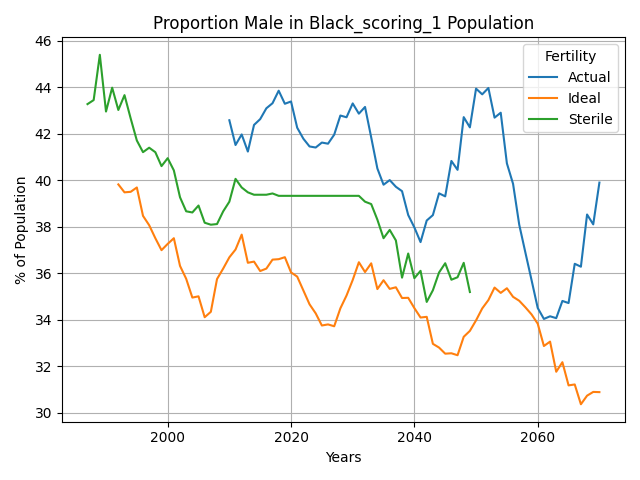 Proportion Male in Black_scoring_1 Population
Fertility
Actual
Ideal
Sterile
% of Population
46
44
42
40
38
36
34
32
30
2000
2020
2040
2060
Years